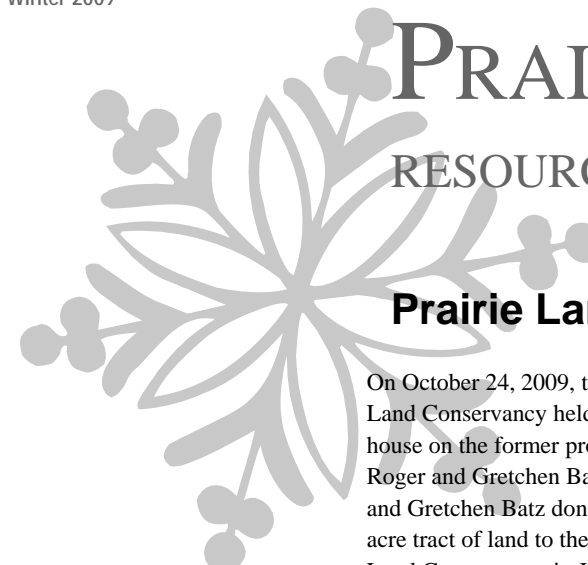 Winter 2009
PRAI
RESOUR
Prairie La
On October 24, 2009, t
Land Conservancy held
house on the former pr
Roger and Gretchen Ba
and Gretchen Batz don
acre tract of land to the